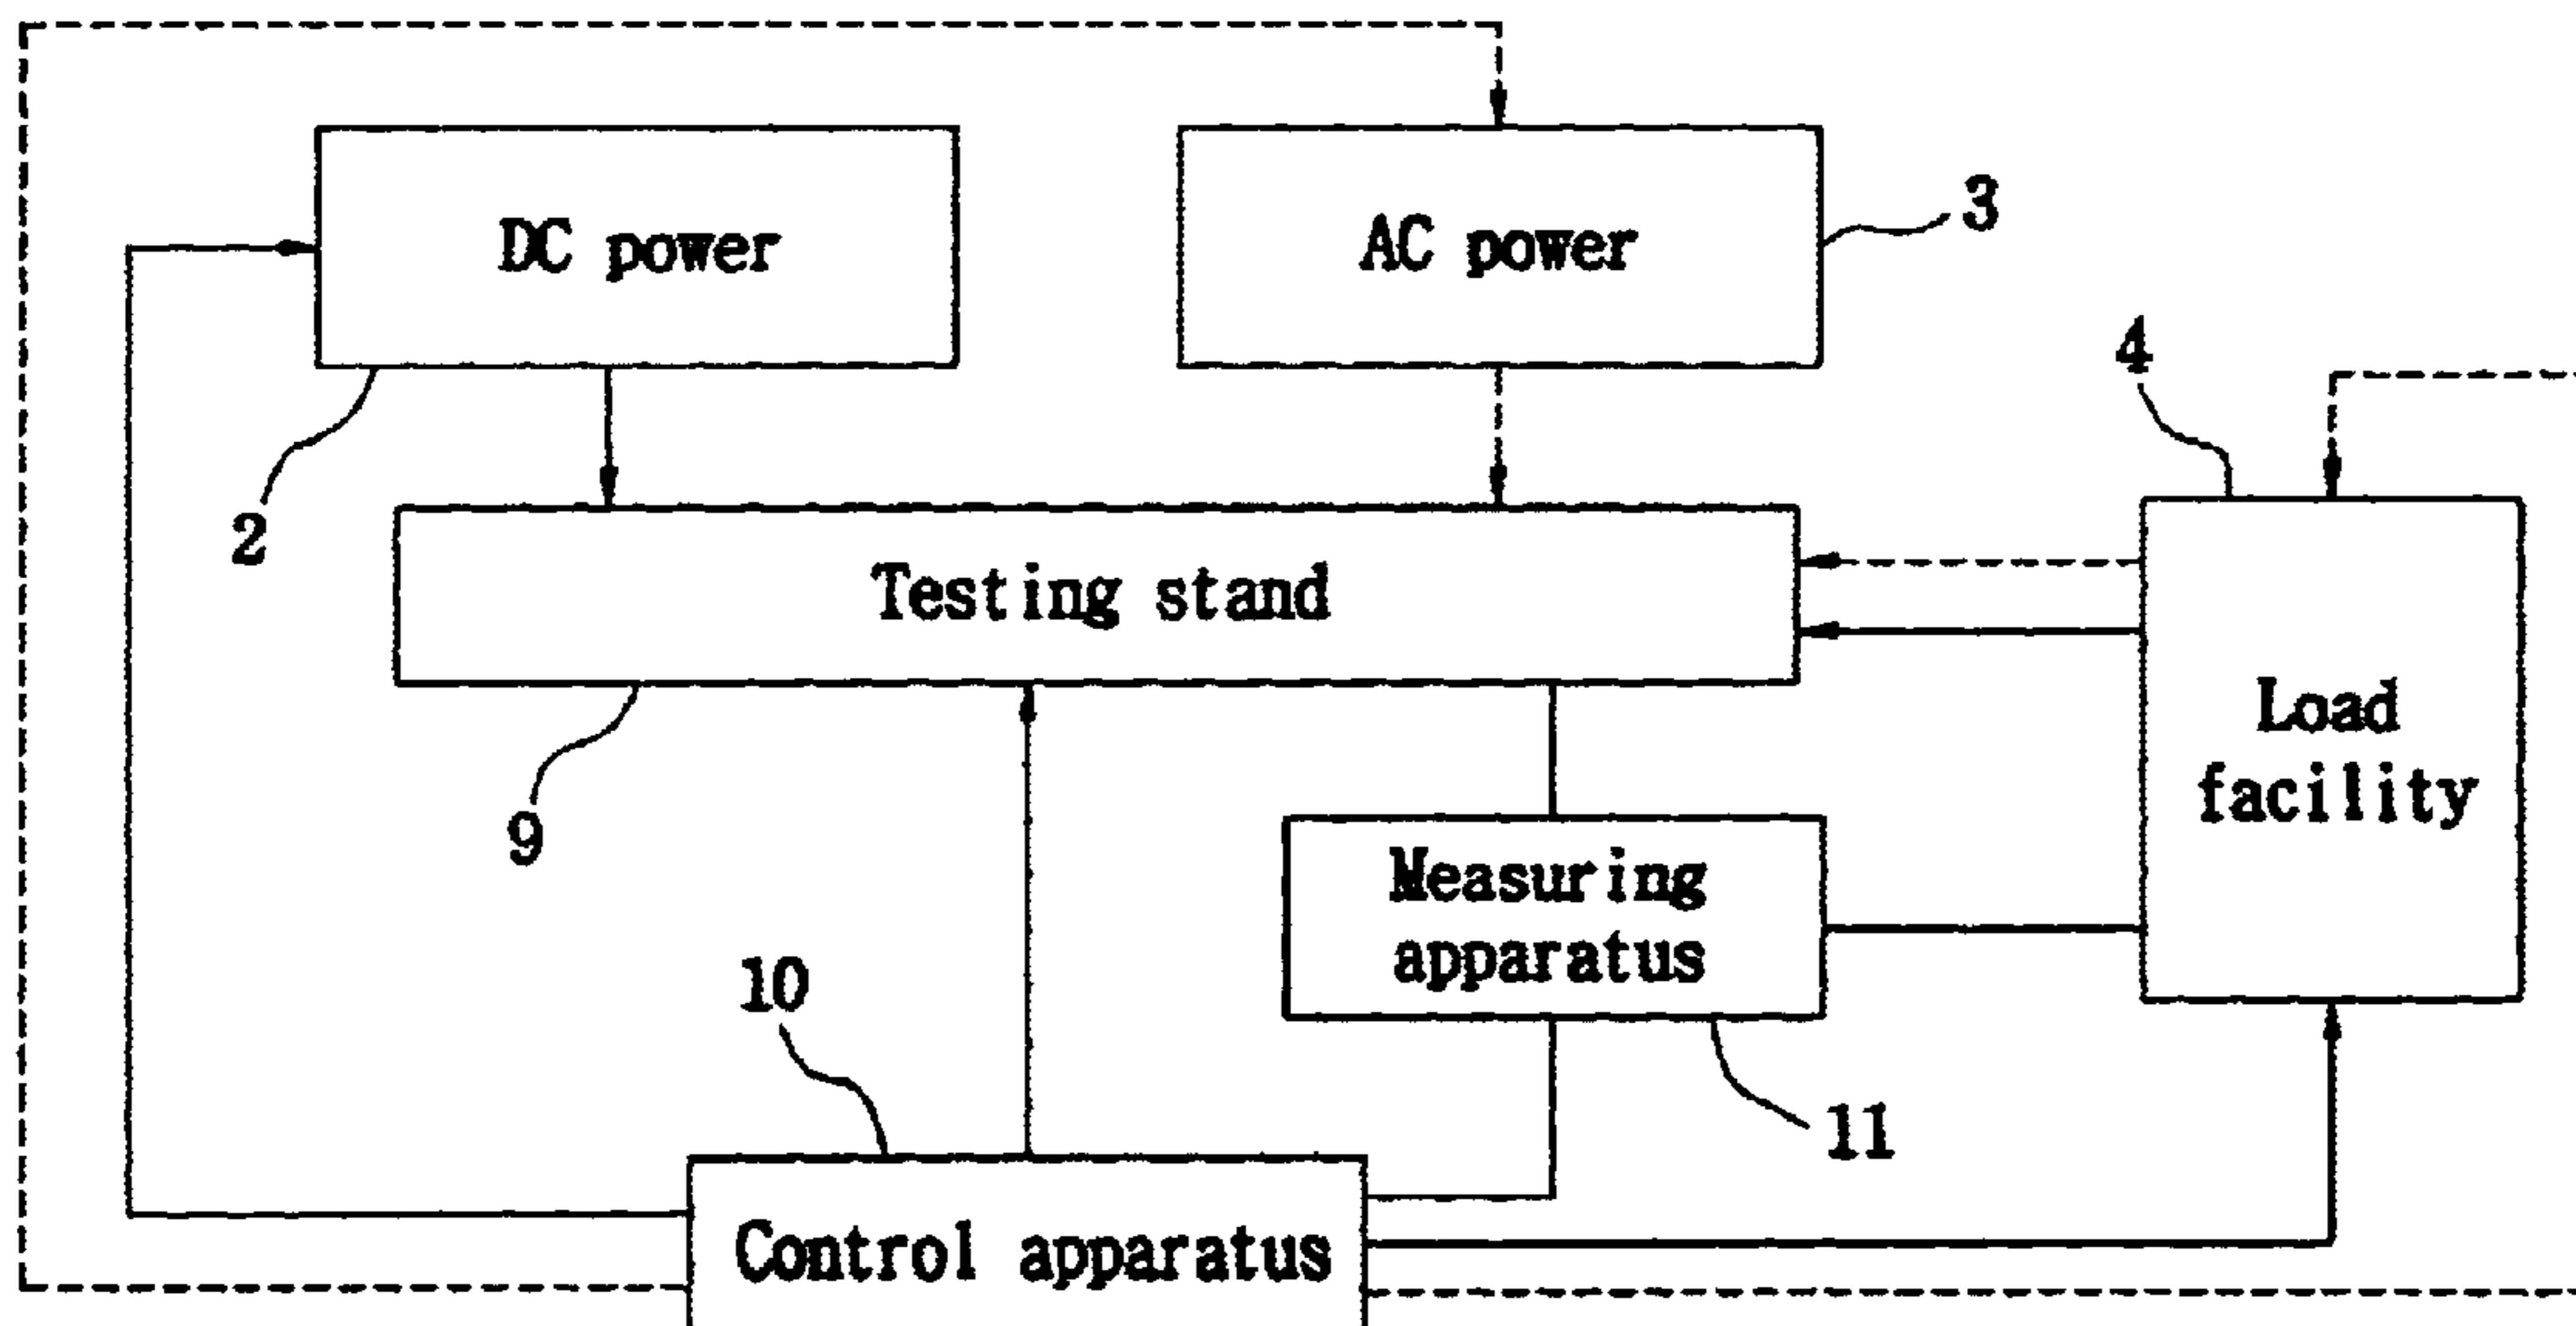 DC power
AC power
3
4
2
Testing stand
Load
facility
9
Measuring
apparatus
10
11
Control apparatus